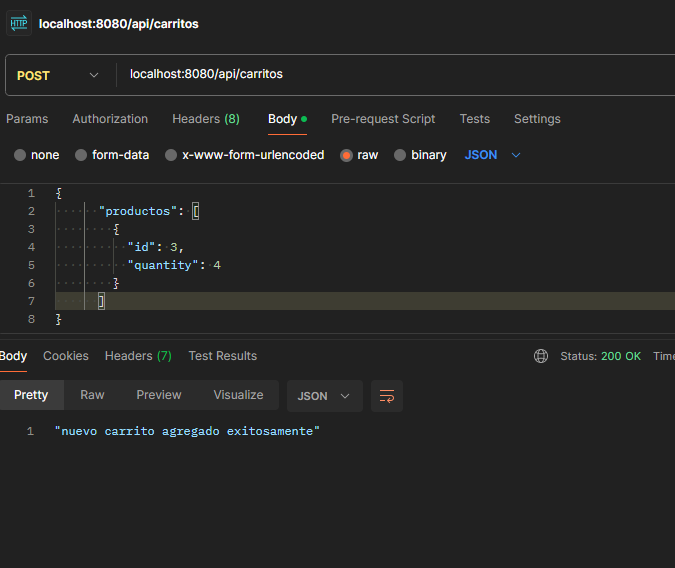 HTTP localhost:8080/api/carritos
POST localhost:8080/api/carritos
Params Authorization Headers (8) Body Pre-request Script Tests Settings
none form-data x-www-form-urlencoded raw binary JSON
1 {
2 "productos": [
3 {
4 "id": 3,
5 "quantity": 4
6 }
7 ]
8 }
Body Cookies Headers (7) Test Results Status: 200 OK Time
Pretty Raw Preview Visualize JSON
1 "nuevo carrito agregado exitosamente"